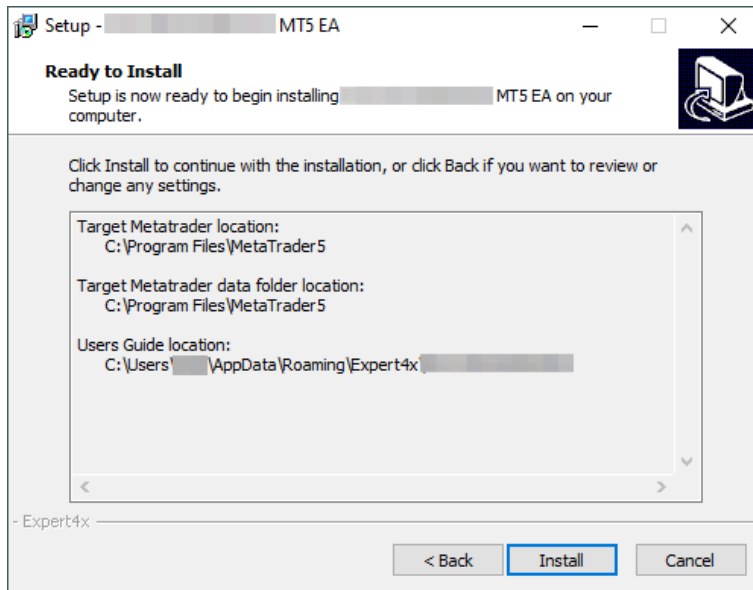 Setup - MT5 EA
Ready to Install
Setup is now ready to begin installing MT5 EA on your
computer.
Click Install to continue with the installation, or click Back if you want to review or
change any settings.
Target Metatrader location:
C:\Program Files\MetaTrader5
Target Metatrader data folder location:
C:\Program Files\MetaTrader5
Users Guide location:
C:\Users\ \AppData\Roaming\Expert4x\
- Expert4x
< Back Install Cancel